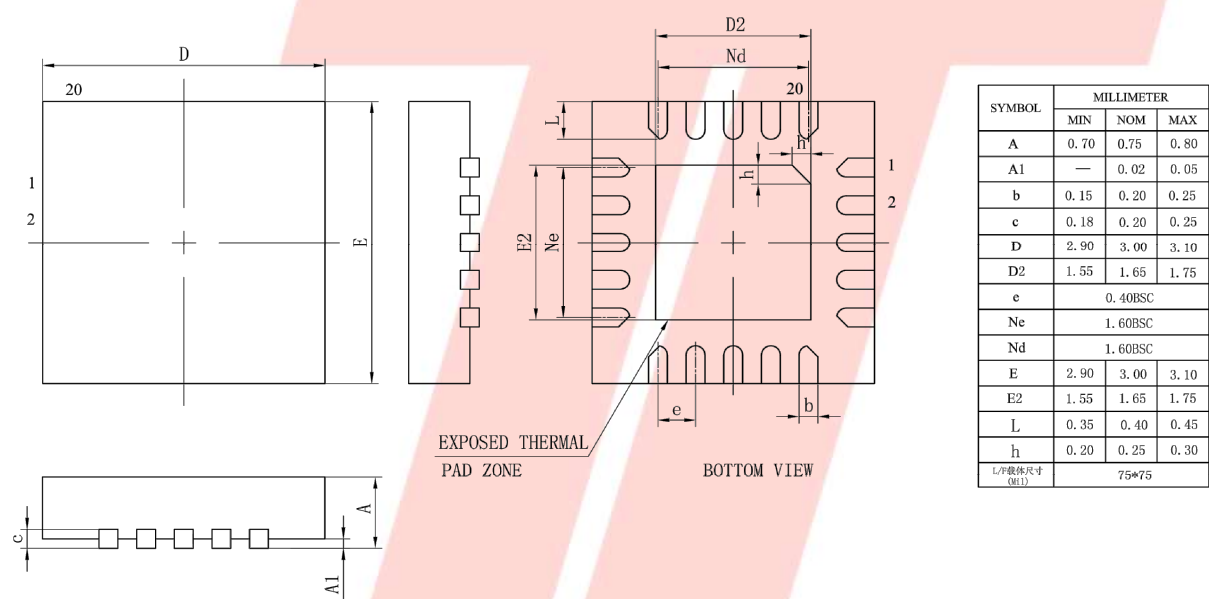 D
20
1
2
E
D2
Nd
20
L
h
h
1
2
E2
Ne
e
b
EXPOSED THERMAL
PAD ZONE
BOTTOM VIEW
c
A
A1
SYMBOL MILLIMETER
MIN NOM MAX
A 0.70 0.75 0.80
A1 — 0.02 0.05
b 0.15 0.20 0.25
c 0.18 0.20 0.25
D 2.90 3.00 3.10
D2 1.55 1.65 1.75
e 0.40BSC
Ne 1.60BSC
Nd 1.60BSC
E 2.90 3.00 3.10
E2 1.55 1.65 1.75
L 0.35 0.40 0.45
h 0.20 0.25 0.30
L/F载体尺寸 75*75
(Mil)